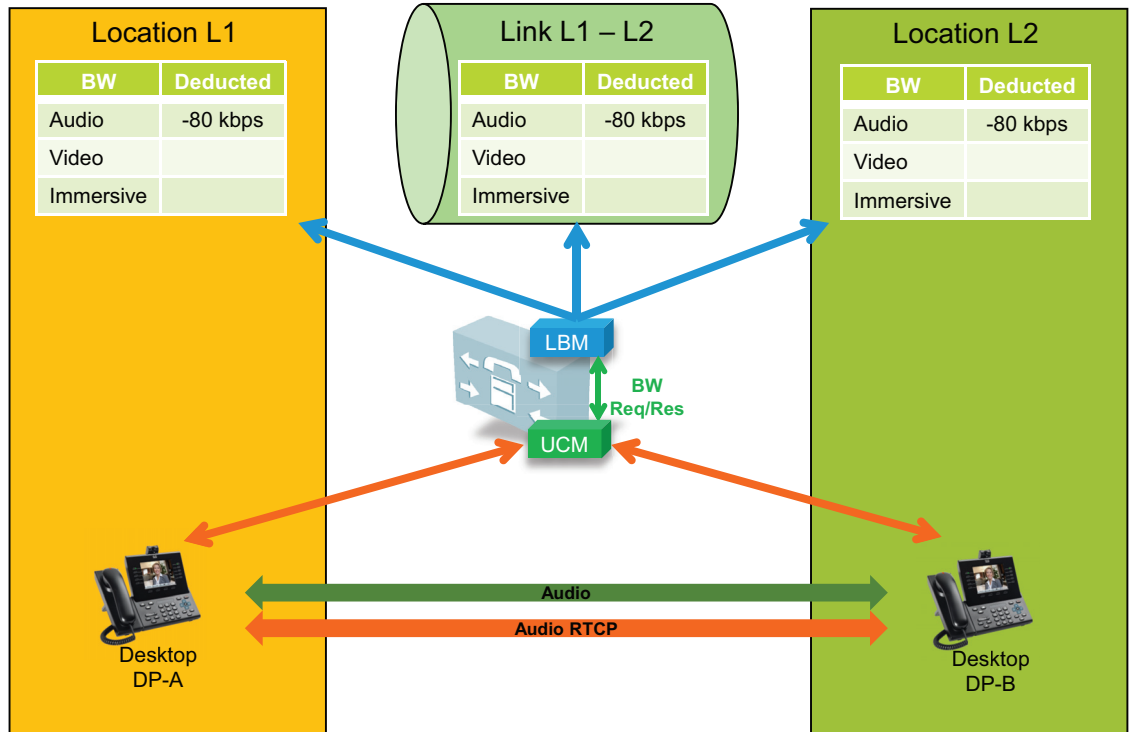 Location L1
BW Deducted
Audio -80 kbps
Video
Immersive
Link L1 – L2
BW Deducted
Audio -80 kbps
Video
Immersive
Location L2
BW Deducted
Audio -80 kbps
Video
Immersive
LBM
BW
Req/Res
UCM
Audio
Audio RTCP
Desktop
DP-A
Desktop
DP-B